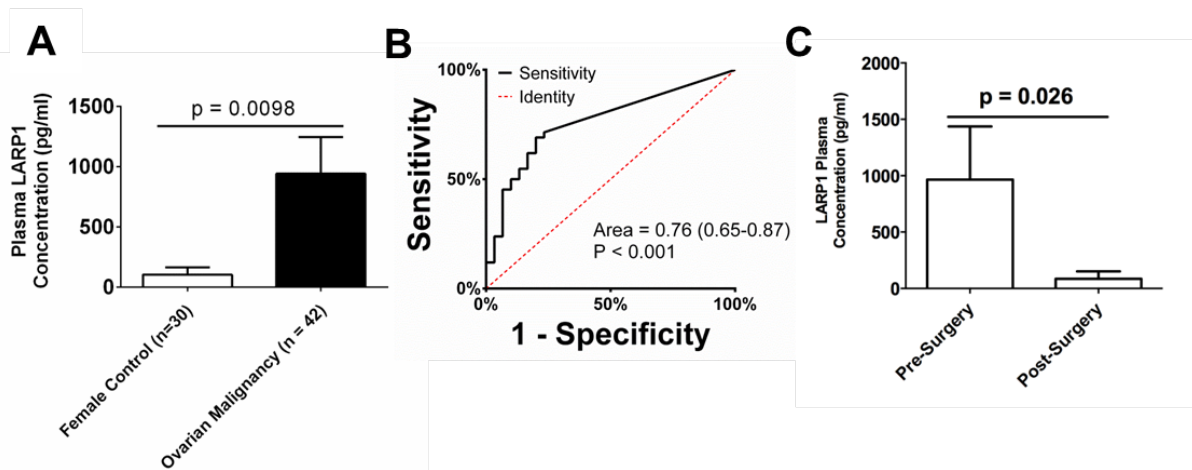 A
Plasma LARP1
Concentration (pg/ml)
1500
1000
500
0
p = 0.0098
Female Control (n=30)
Ovarian Malignancy (n = 42)
B
Sensitivity
100%
50%
0%
Sensitivity
Identity
Area = 0.76 (0.65-0.87)
P < 0.001
0%
50%
100%
1 - Specificity
C
LARP1 Plasma
Concentration (pg/ml)
2000
1500
1000
500
0
p = 0.026
Pre-Surgery
Post-Surgery